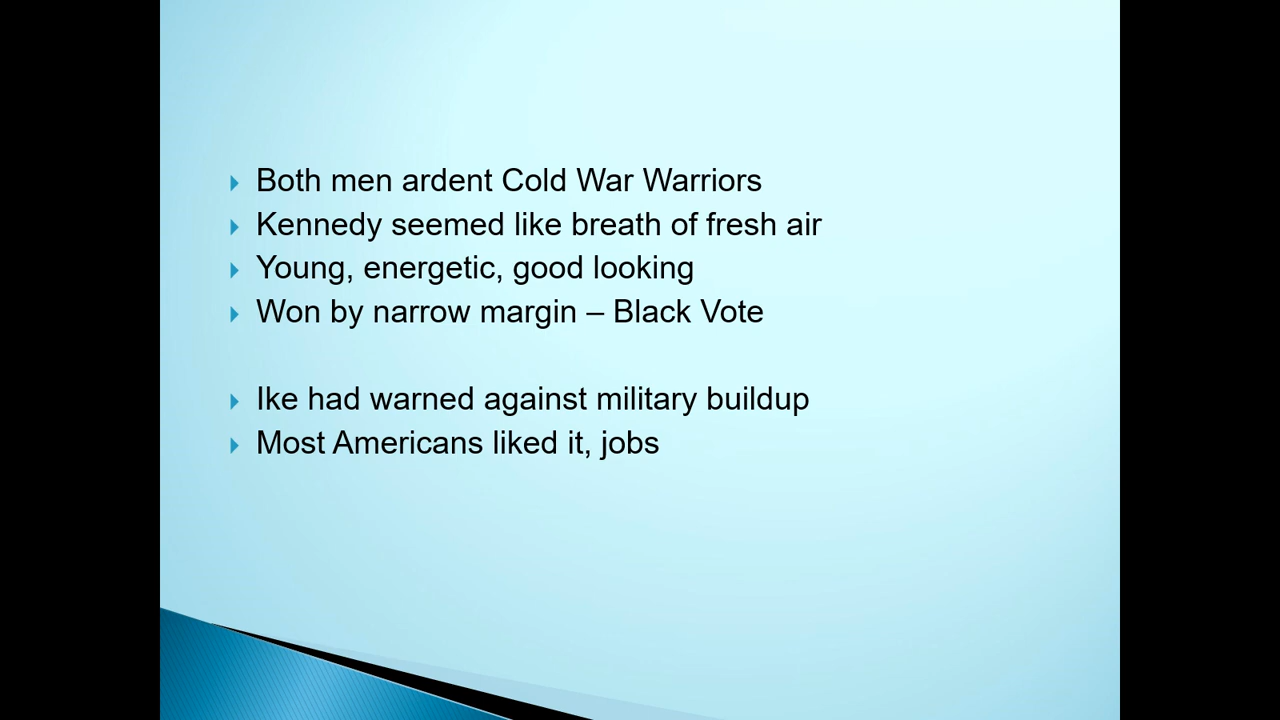 Both men ardent Cold War Warriors
Kennedy seemed like breath of fresh air
Young, energetic, good looking
Won by narrow margin – Black Vote
Ike had warned against military buildup
Most Americans liked it, jobs